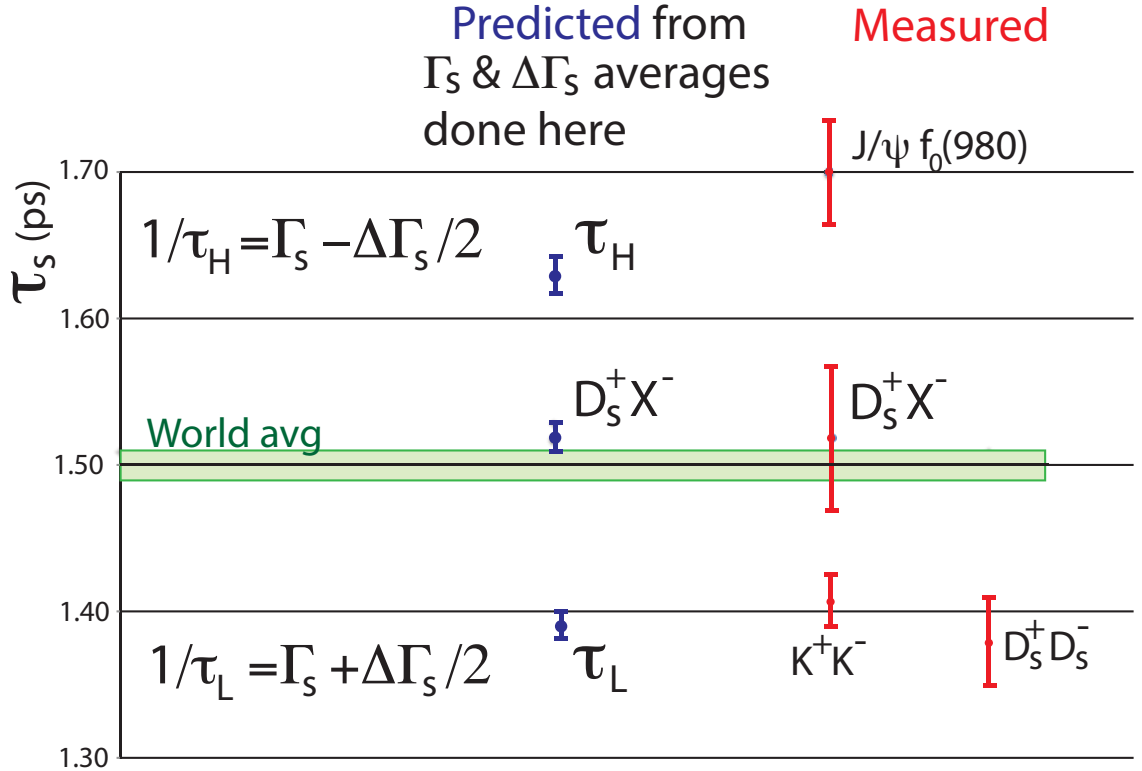 Predicted from
Γs & ΔΓs averages
done here
Measured
J/ψ f₀(980)
1.70
τs (ps)
1/τH = Γs − ΔΓs /2
τH
1.60
Ds⁺X⁻
Ds⁺X⁻
World avg
1.50
1.40
1/τL = Γs + ΔΓs /2
τL
K⁺K⁻
Ds⁺Ds⁻
1.30